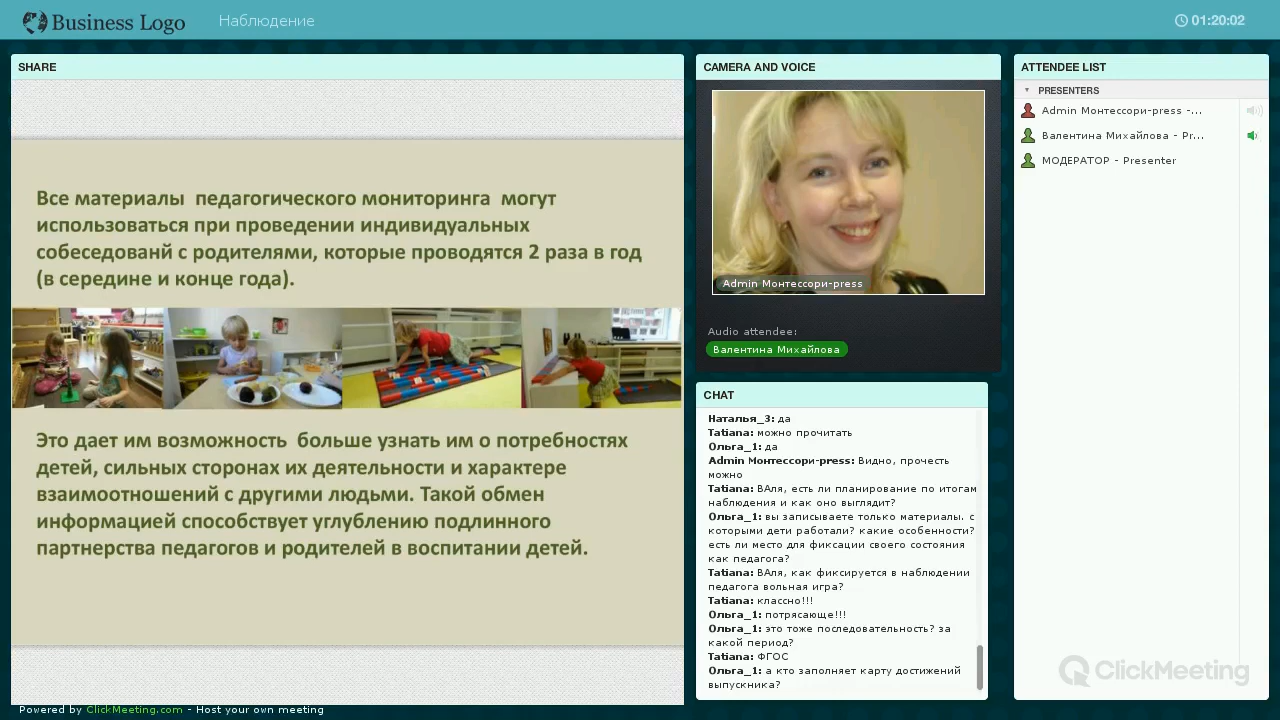 Business Logo
Наблюдение
01:20:02
SHARE
Все материалы педагогического мониторинга могут
использоваться при проведении индивидуальных
собеседованй с родителями, которые проводятся 2 раза в год
(в середине и конце года).
Это дает им возможность больше узнать им о потребностях
детей, сильных сторонах их деятельности и характере
взаимоотношений с другими людьми. Такой обмен
информацией способствует углублению подлинного
партнерства педагогов и родителей в воспитании детей.
Powered by ClickMeeting.com - Host your own meeting
CAMERA AND VOICE
Admin Монтессори-press
Audio attendee:
Валентина Михайлова
CHAT
Наталья_3: да
Tatiana: можно прочитать
Ольга_1: да
Admin Монтессори-press: Видно, прочесть
можно
Tatiana: ВАля, есть ли планирование по итогам
наблюдения и как оно выглядит?
Ольга_1: вы записываете только материалы. с
которыми дети работали? какие особенности?
есть ли место для фиксации своего состояния
как педагога?
Tatiana: ВАля, как фиксируется в наблюдении
педагога вольная игра?
Tatiana: классно!!!
Ольга_1: потрясающе!!!
Ольга_1: это тоже последовательность? за
какой период?
Tatiana: ФГОС
Ольга_1: а кто заполняет карту достижений
выпускника?
ATTENDEE LIST
PRESENTERS
Admin Монтессори-press -...
Валентина Михайлова - Pr...
МОДЕРАТОР - Presenter
ClickMeeting